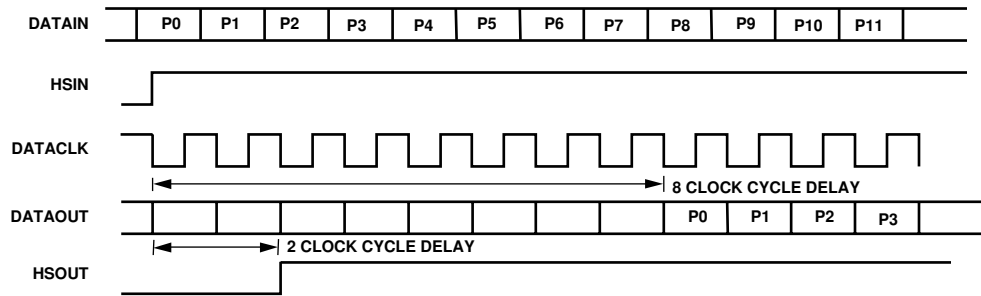 DATAIN P0 P1 P2 P3 P4 P5 P6 P7 P8 P9 P10 P11
HSIN
DATACLK
8 CLOCK CYCLE DELAY
DATAOUT P0 P1 P2 P3
2 CLOCK CYCLE DELAY
HSOUT